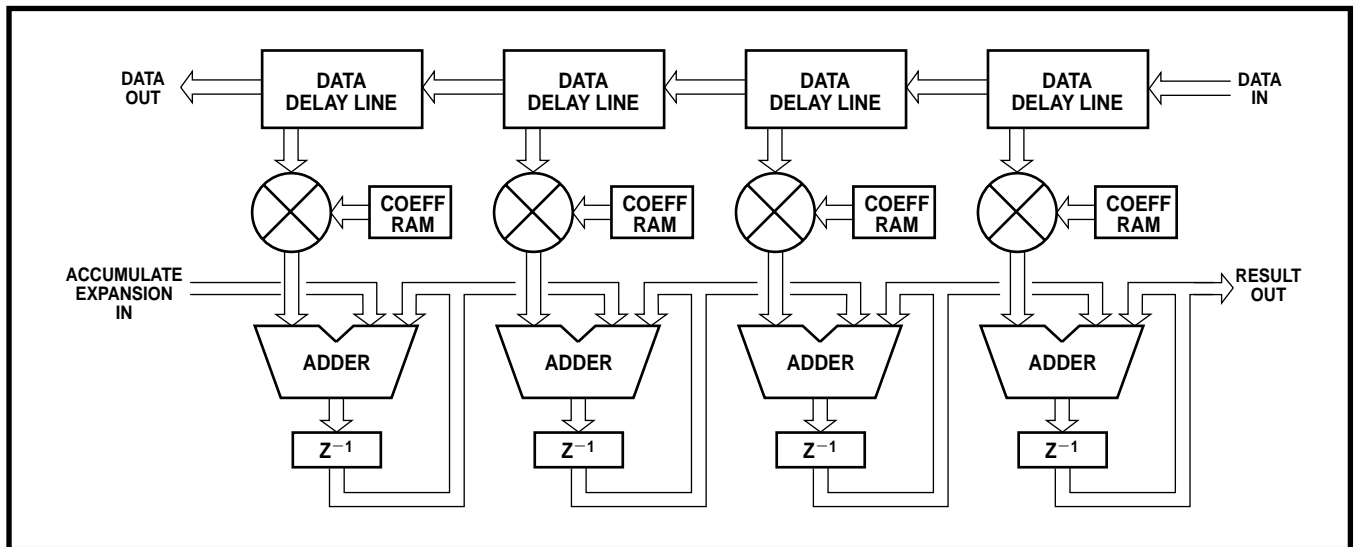 DATA
OUT
DATA
DELAY LINE
DATA
DELAY LINE
DATA
DELAY LINE
DATA
DELAY LINE
DATA
IN
COEFF
RAM
COEFF
RAM
COEFF
RAM
COEFF
RAM
ACCUMULATE
EXPANSION
IN
RESULT
OUT
ADDER
ADDER
ADDER
ADDER
Z⁻¹
Z⁻¹
Z⁻¹
Z⁻¹